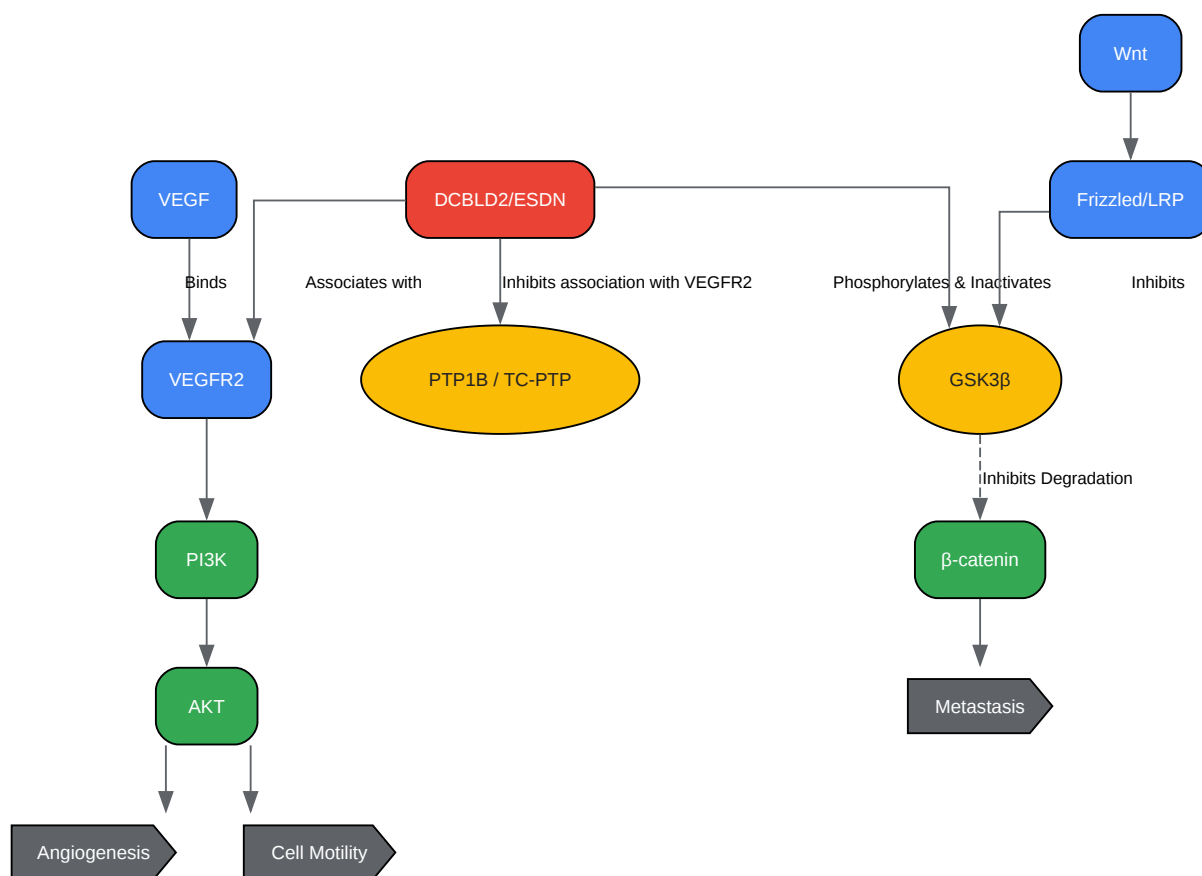 Wnt
VEGF
DCBLD2/ESDN
Frizzled/LRP
Binds
Associates with
Inhibits association with VEGFR2
Phosphorylates & Inactivates
Inhibits
VEGFR2
PTP1B / TC-PTP
GSK3β
Inhibits Degradation
PI3K
β-catenin
AKT
Metastasis
Angiogenesis
Cell Motility